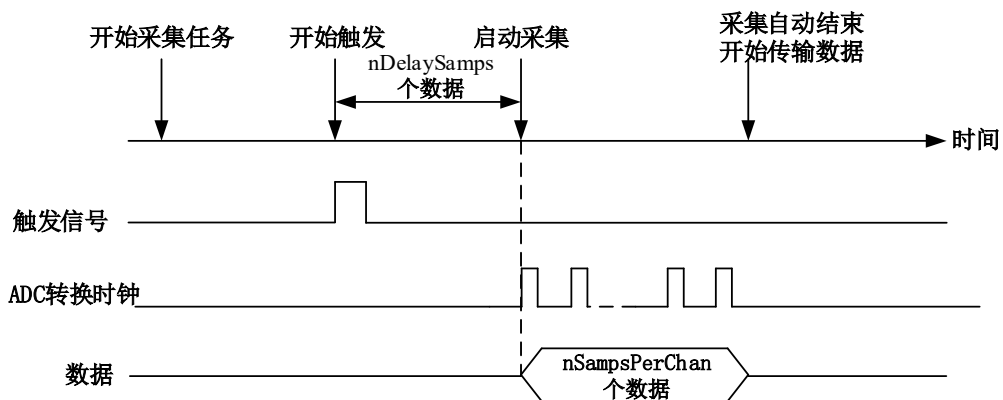 开始采集任务
开始触发
启动采集
采集自动结束
开始传输数据
nDelaySamps
个数据
时间
触发信号
ADC转换时钟
数据
nSampsPerChan
个数据